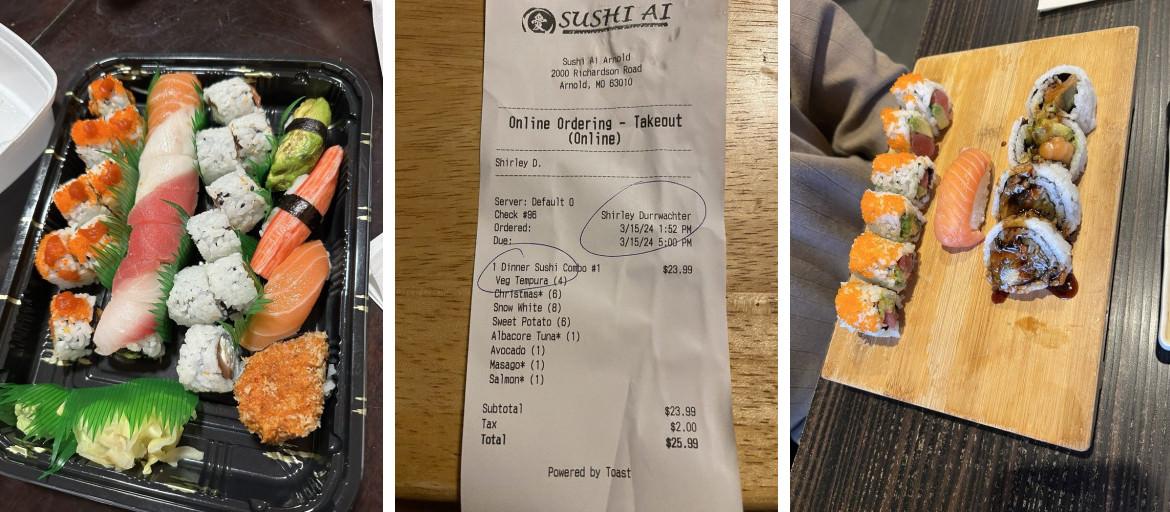 SUSHI AI
Sushi Ai Arnold
2000 Richardson Road
Arnold, MO 63010
Online Ordering - Takeout
(Online)
Shirley D.
Server: Default O
Check #96 Shirley Durrwachter
Ordered: 3/15/24 1:52 PM
Due: 3/15/24 5:00 PM
1 Dinner Sushi Combo #1 $23.99
Veg Tempura (4)
Christmas* (6)
Snow White (8)
Sweet Potato (6)
Albacore Tuna* (1)
Avocado (1)
Masago* (1)
Salmon* (1)
Subtotal $23.99
Tax $2.00
Total $25.99
Powered by Toast